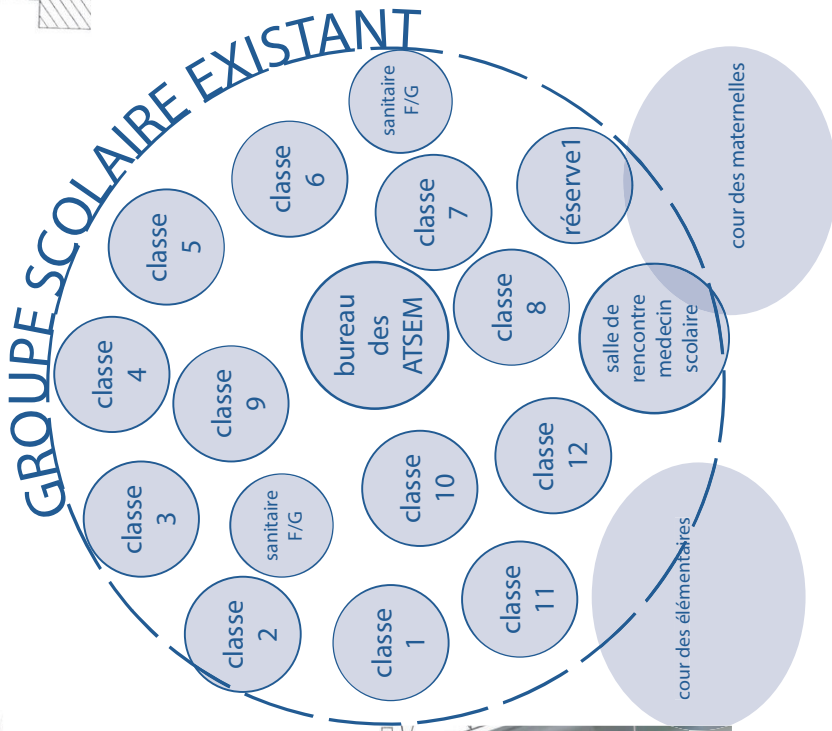 GROUPE SCOLAIRE EXISTANT
sanitaire
F/G
cour des maternelles
classe
6
réserve1
classe
7
classe
5
classe
8
bureau
des
ATSEM
salle de
rencontre
medecin
scolaire
classe
4
classe
9
classe
12
classe
10
classe
3
sanitaire
F/G
cour des élémentaires
classe
11
classe
2
classe
1